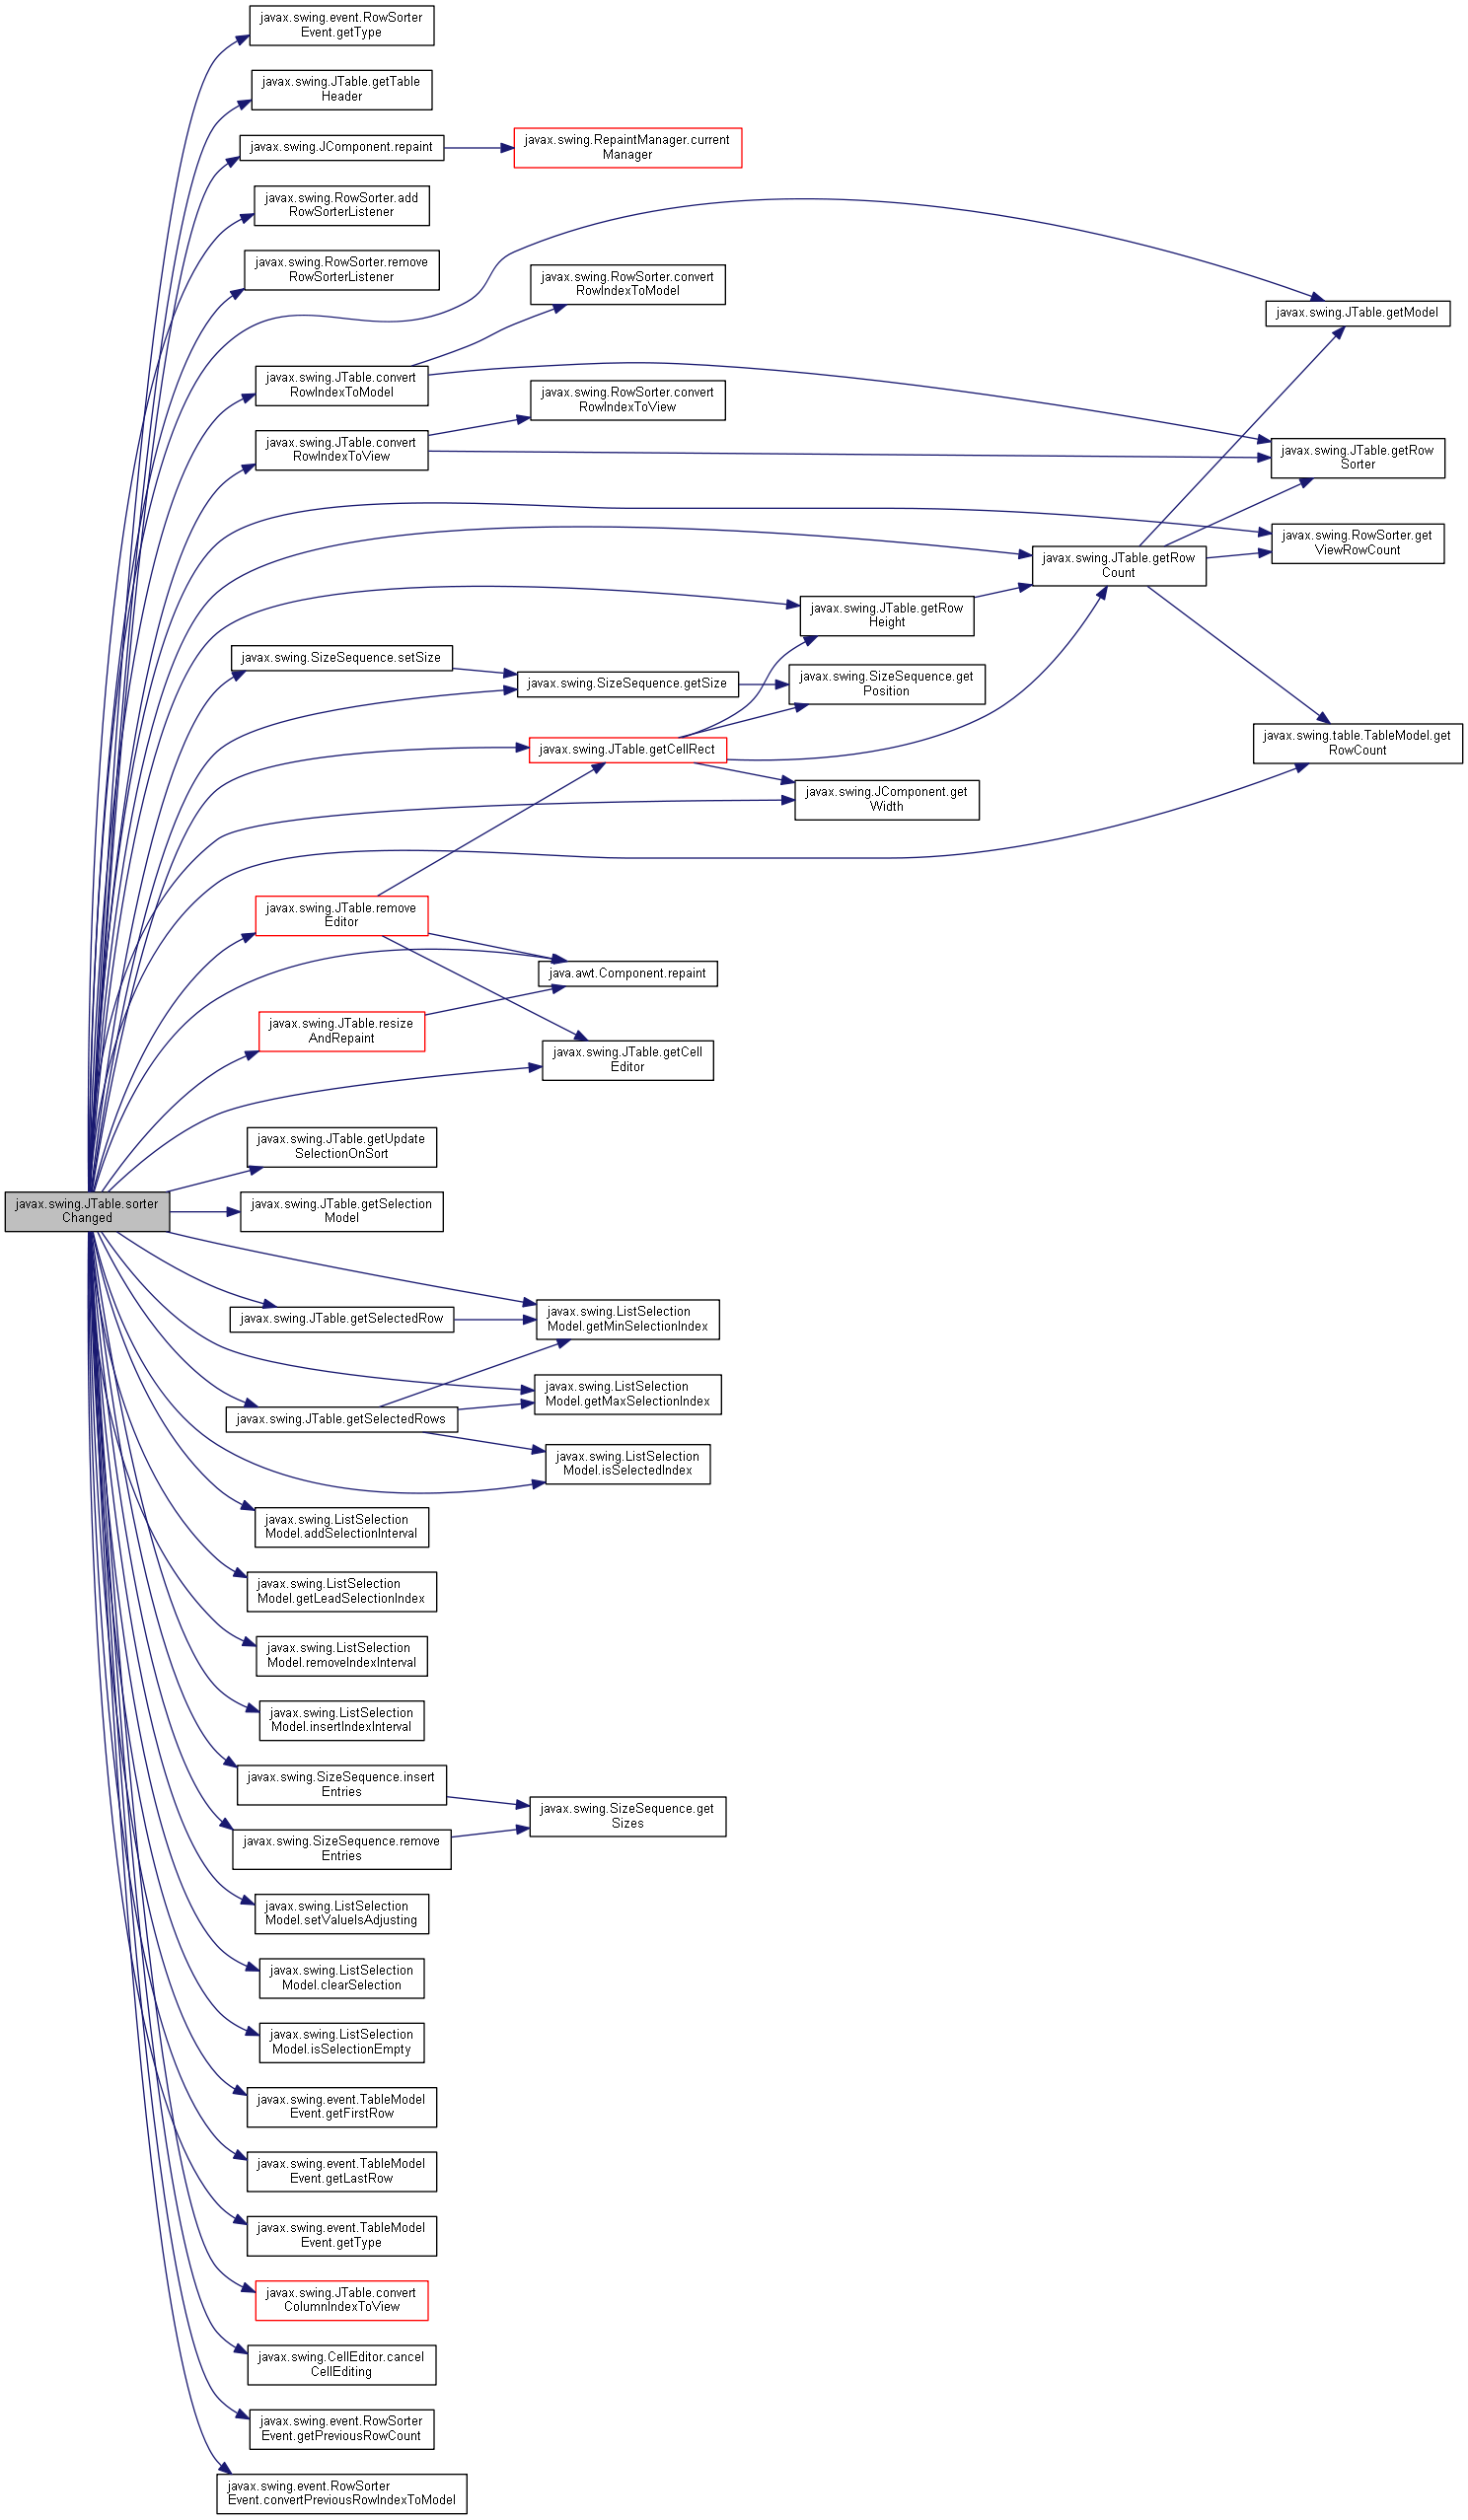 javax.swing.event.RowSorter
Event.getType
javax.swing.JTable.getTable
Header
javax.swing.JComponent.repaint
javax.swing.RepaintManager.current
Manager
javax.swing.RowSorter.add
RowSorterListener
javax.swing.RowSorter.remove
RowSorterListener
javax.swing.RowSorter.convert
RowIndexToModel
javax.swing.JTable.getModel
javax.swing.JTable.convert
RowIndexToModel
javax.swing.RowSorter.convert
RowIndexToView
javax.swing.JTable.convert
RowIndexToView
javax.swing.JTable.getRow
Sorter
javax.swing.RowSorter.get
ViewRowCount
javax.swing.JTable.getRow
Count
javax.swing.JTable.getRow
Height
javax.swing.SizeSequence.setSize
javax.swing.SizeSequence.getSize
javax.swing.SizeSequence.get
Position
javax.swing.JTable.getCellRect
javax.swing.table.TableModel.get
RowCount
javax.swing.JComponent.get
Width
javax.swing.JTable.remove
Editor
java.awt.Component.repaint
javax.swing.JTable.resize
AndRepaint
javax.swing.JTable.getCell
Editor
javax.swing.JTable.getUpdate
SelectionOnSort
javax.swing.JTable.sorter
Changed
javax.swing.JTable.getSelection
Model
javax.swing.JTable.getSelectedRow
javax.swing.ListSelection
Model.getMinSelectionIndex
javax.swing.ListSelection
Model.getMaxSelectionIndex
javax.swing.JTable.getSelectedRows
javax.swing.ListSelection
Model.isSelectedIndex
javax.swing.ListSelection
Model.addSelectionInterval
javax.swing.ListSelection
Model.getLeadSelectionIndex
javax.swing.ListSelection
Model.removeIndexInterval
javax.swing.ListSelection
Model.insertIndexInterval
javax.swing.SizeSequence.insert
Entries
javax.swing.SizeSequence.get
Sizes
javax.swing.SizeSequence.remove
Entries
javax.swing.ListSelection
Model.setValueIsAdjusting
javax.swing.ListSelection
Model.clearSelection
javax.swing.ListSelection
Model.isSelectionEmpty
javax.swing.event.TableModel
Event.getFirstRow
javax.swing.event.TableModel
Event.getLastRow
javax.swing.event.TableModel
Event.getType
javax.swing.JTable.convert
ColumnIndexToView
javax.swing.CellEditor.cancel
CellEditing
javax.swing.event.RowSorter
Event.getPreviousRowCount
javax.swing.event.RowSorter
Event.convertPreviousRowIndexToModel